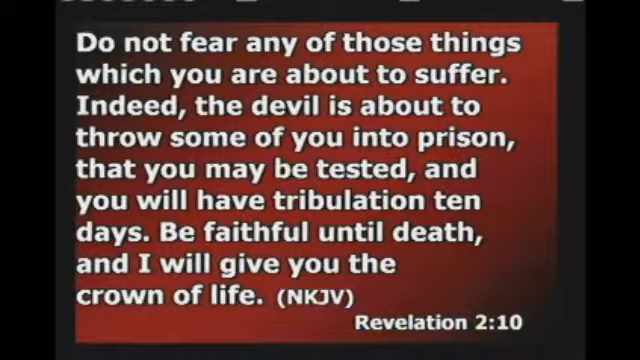 Do not fear any of those things
which you are about to suffer.
Indeed, the devil is about to
throw some of you into prison,
that you may be tested, and
you will have tribulation ten
days. Be faithful until death,
and I will give you the
crown of life. (NKJV)
Revelation 2:10